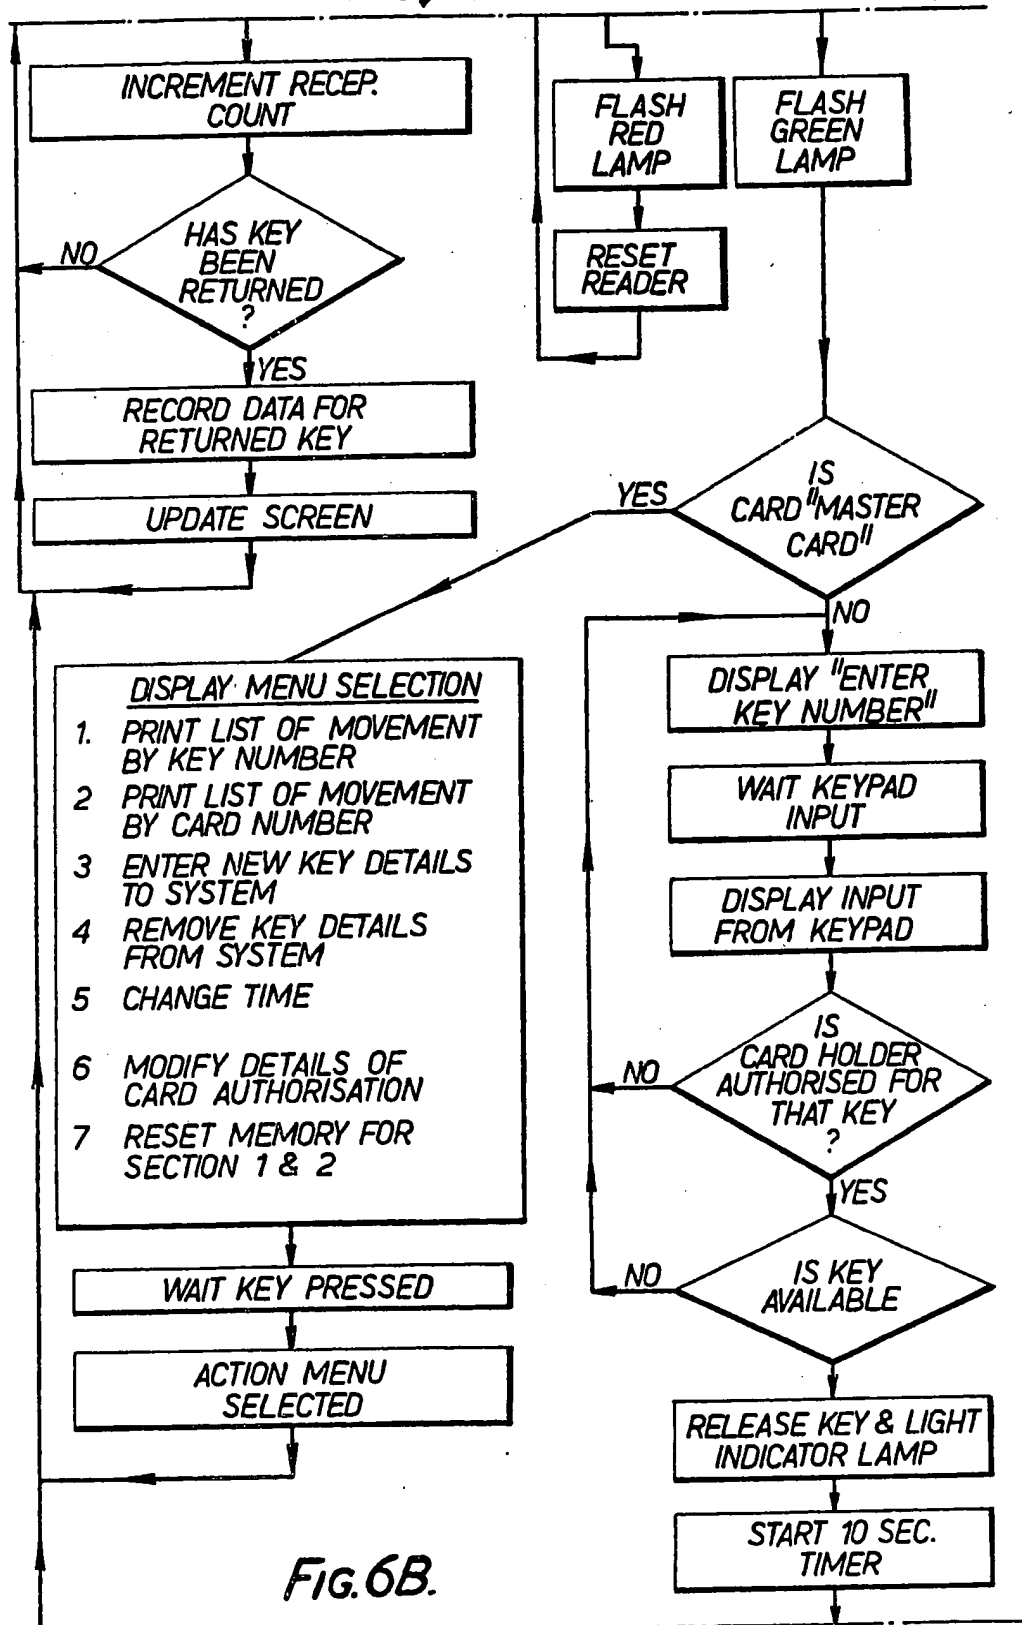 INCREMENT RECEP.
COUNT
HAS KEY
BEEN
RETURNED
?
NO
YES
RECORD DATA FOR
RETURNED KEY
UPDATE SCREEN
FLASH
RED
LAMP
RESET
READER
FLASH
GREEN
LAMP
IS
CARD "MASTER
CARD"
YES
NO
DISPLAY MENU SELECTION
1. PRINT LIST OF MOVEMENT
BY KEY NUMBER
2 PRINT LIST OF MOVEMENT
BY CARD NUMBER
3 ENTER NEW KEY DETAILS
TO SYSTEM
4 REMOVE KEY DETAILS
FROM SYSTEM
5 CHANGE TIME
6 MODIFY DETAILS OF
CARD AUTHORISATION
7 RESET MEMORY FOR
SECTION 1 & 2
WAIT KEY PRESSED
ACTION MENU
SELECTED
DISPLAY "ENTER
KEY NUMBER"
WAIT KEYPAD
INPUT
DISPLAY INPUT
FROM KEYPAD
IS
CARD HOLDER
AUTHORISED FOR
THAT KEY
?
NO
YES
IS KEY
AVAILABLE
NO
RELEASE KEY & LIGHT
INDICATOR LAMP
START 10 SEC.
TIMER
FIG. 6B.